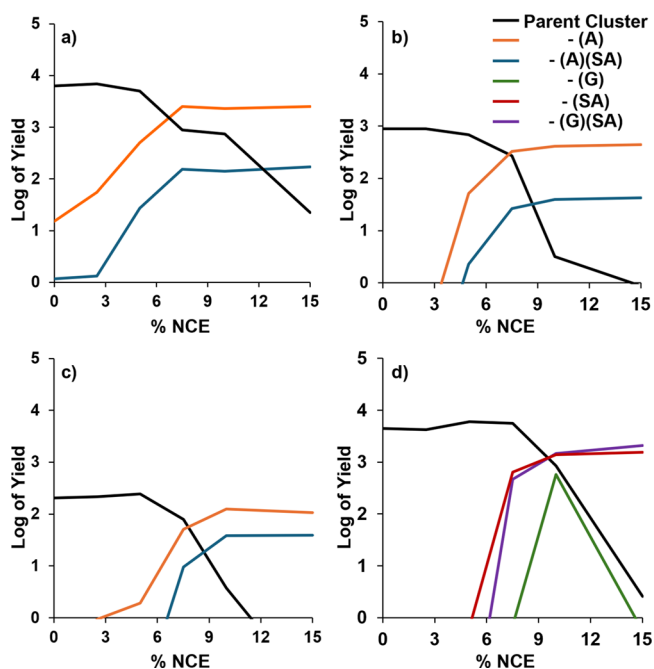 a)
5
4
3
2
1
0
Log of Yield
0 3 6 9 12 15
% NCE
b)
Parent Cluster
- (A)
- (A)(SA)
- (G)
- (SA)
- (G)(SA)
5
4
3
2
1
0
Log of Yield
0 3 6 9 12 15
% NCE
c)
5
4
3
2
1
0
Log of Yield
0 3 6 9 12 15
% NCE
d)
5
4
3
2
1
0
Log of Yield
0 3 6 9 12 15
% NCE